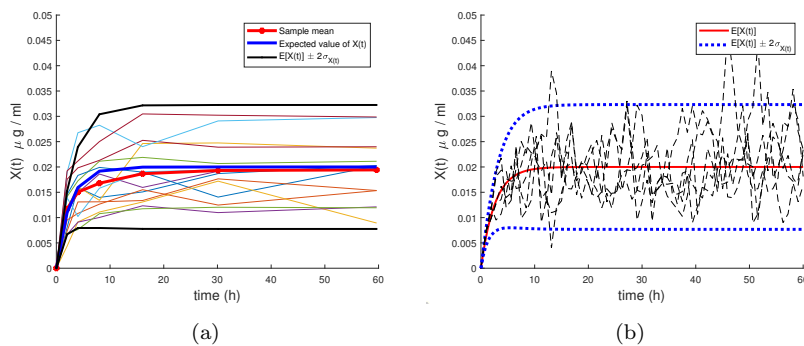 0.05
0.045
0.04
0.035
0.03
0.025
0.02
0.015
0.01
0.005
0
X(t) μ g / ml
Sample mean
Expected value of X(t)
E[X(t)] ± 2σX(t)
0 10 20 30 40 50 60
time (h)
(a)
0.05
0.045
0.04
0.035
0.03
0.025
0.02
0.015
0.01
0.005
0
X(t) μ g / ml
E[X(t)]
E[X(t)] ± 2σX(t)
0 10 20 30 40 50 60
time (h)
(b)